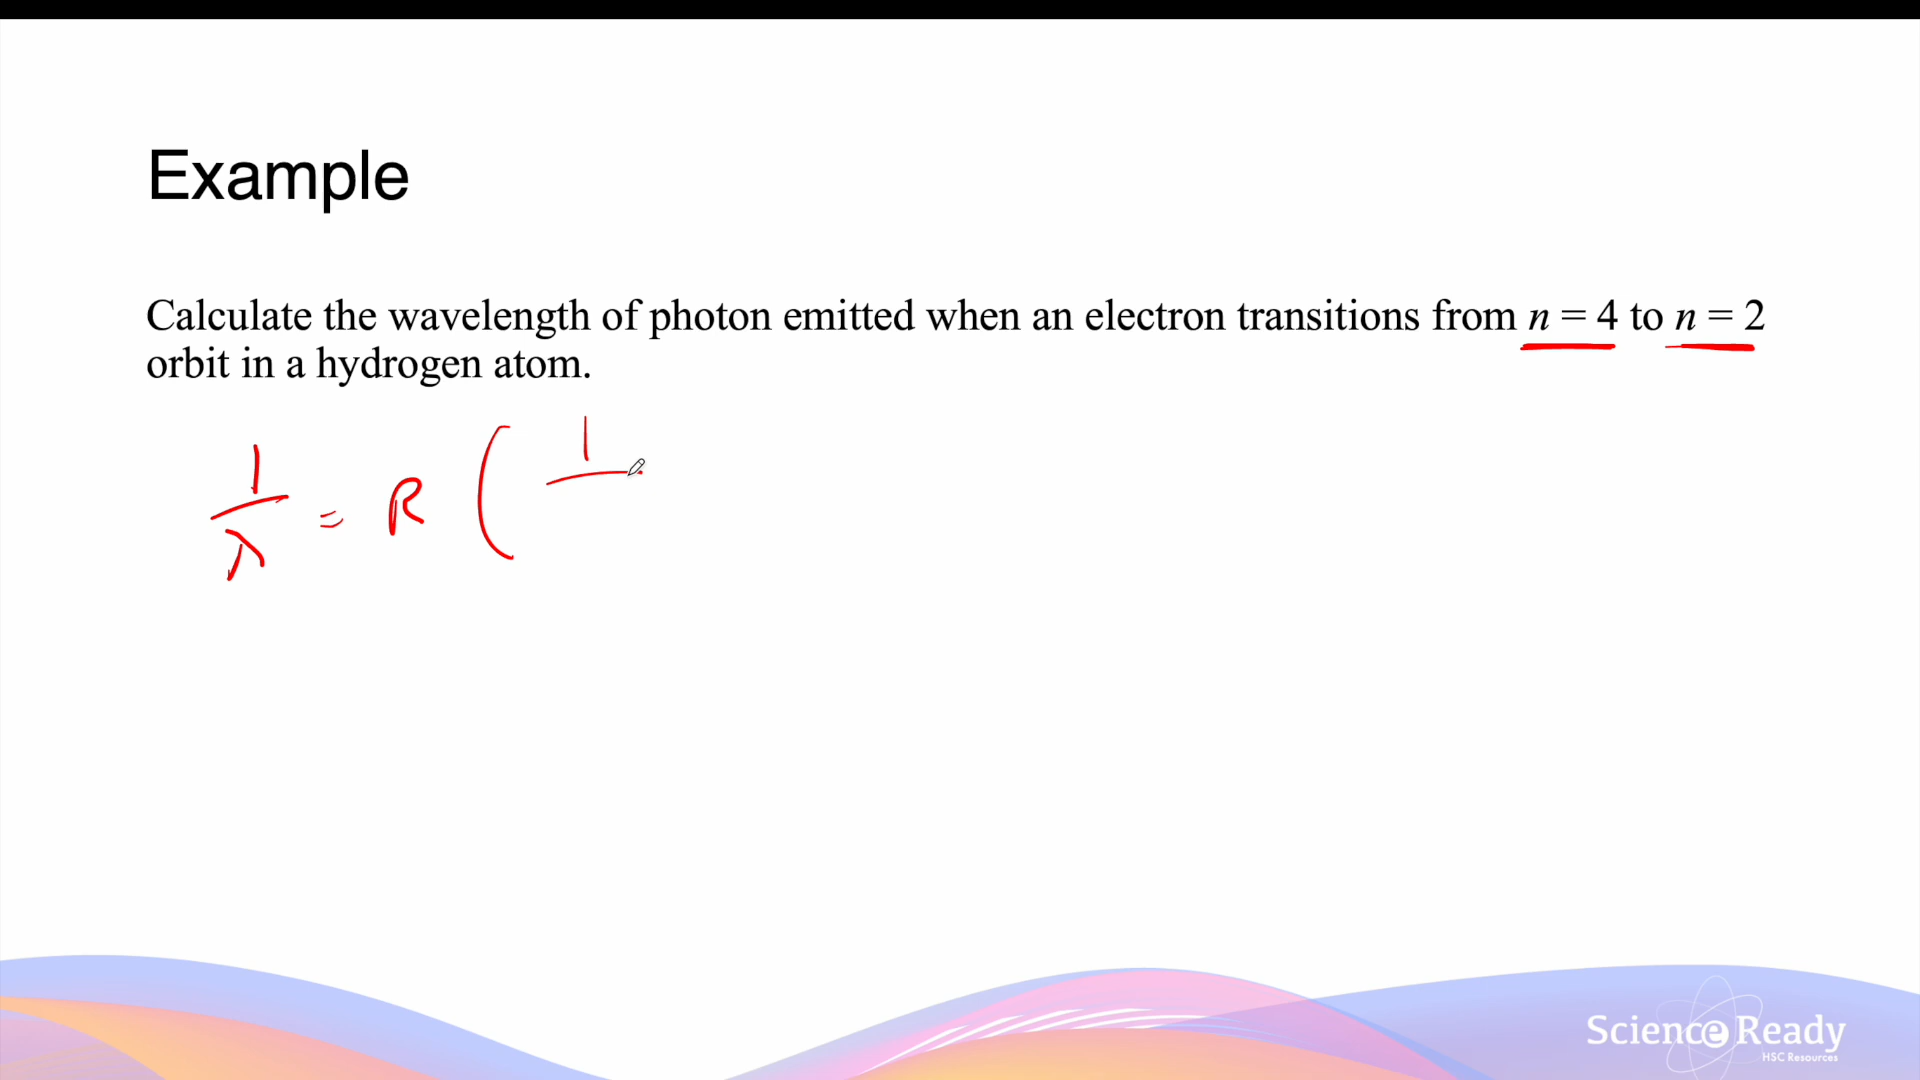 Example
Calculate the wavelength of photon emitted when an electron transitions from n = 4 to n = 2
orbit in a hydrogen atom.
1/λ = R ( 1/
Science Ready
HSC Resources